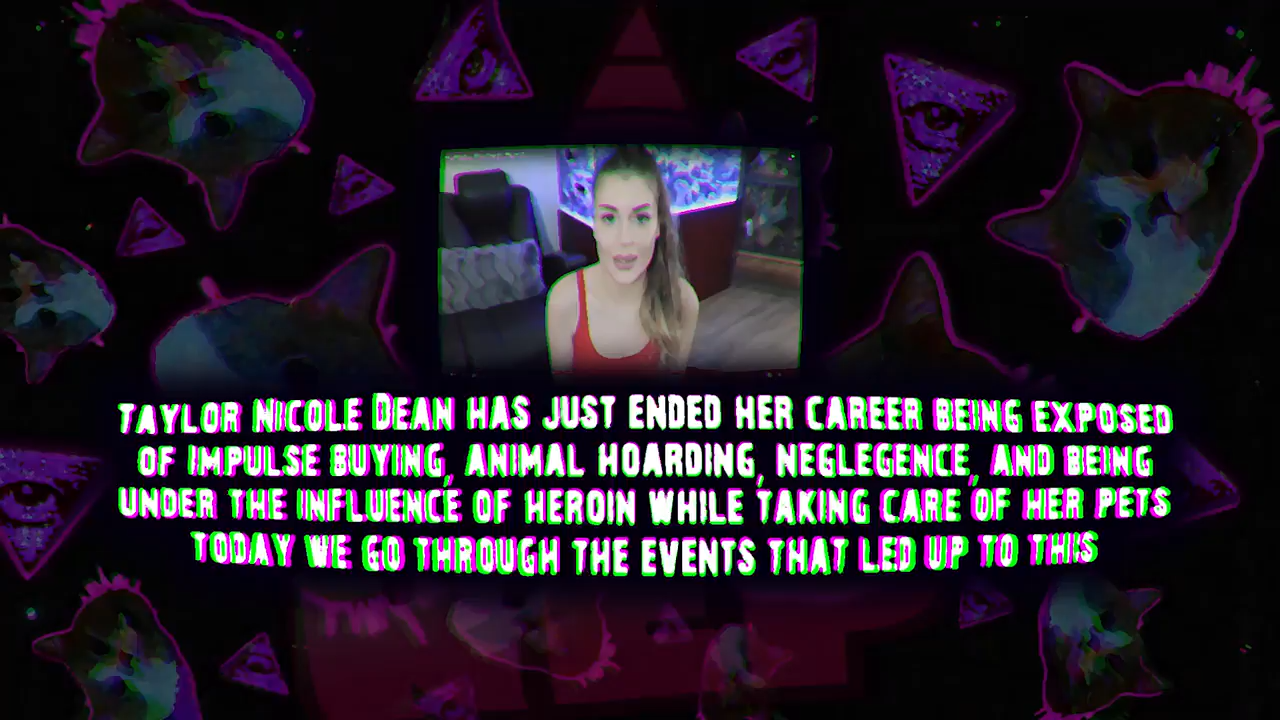 TAYLOR NICOLE DEAN HAS JUST ENDED HER CAREER BEING EXPOSED
OF IMPULSE BUYING, ANIMAL HOARDING, NEGLEGENCE, AND BEING
UNDER THE INFLUENCE OF HEROIN WHILE TAKING CARE OF HER PETS
TODAY WE GO THROUGH THE EVENTS THAT LED UP TO THIS